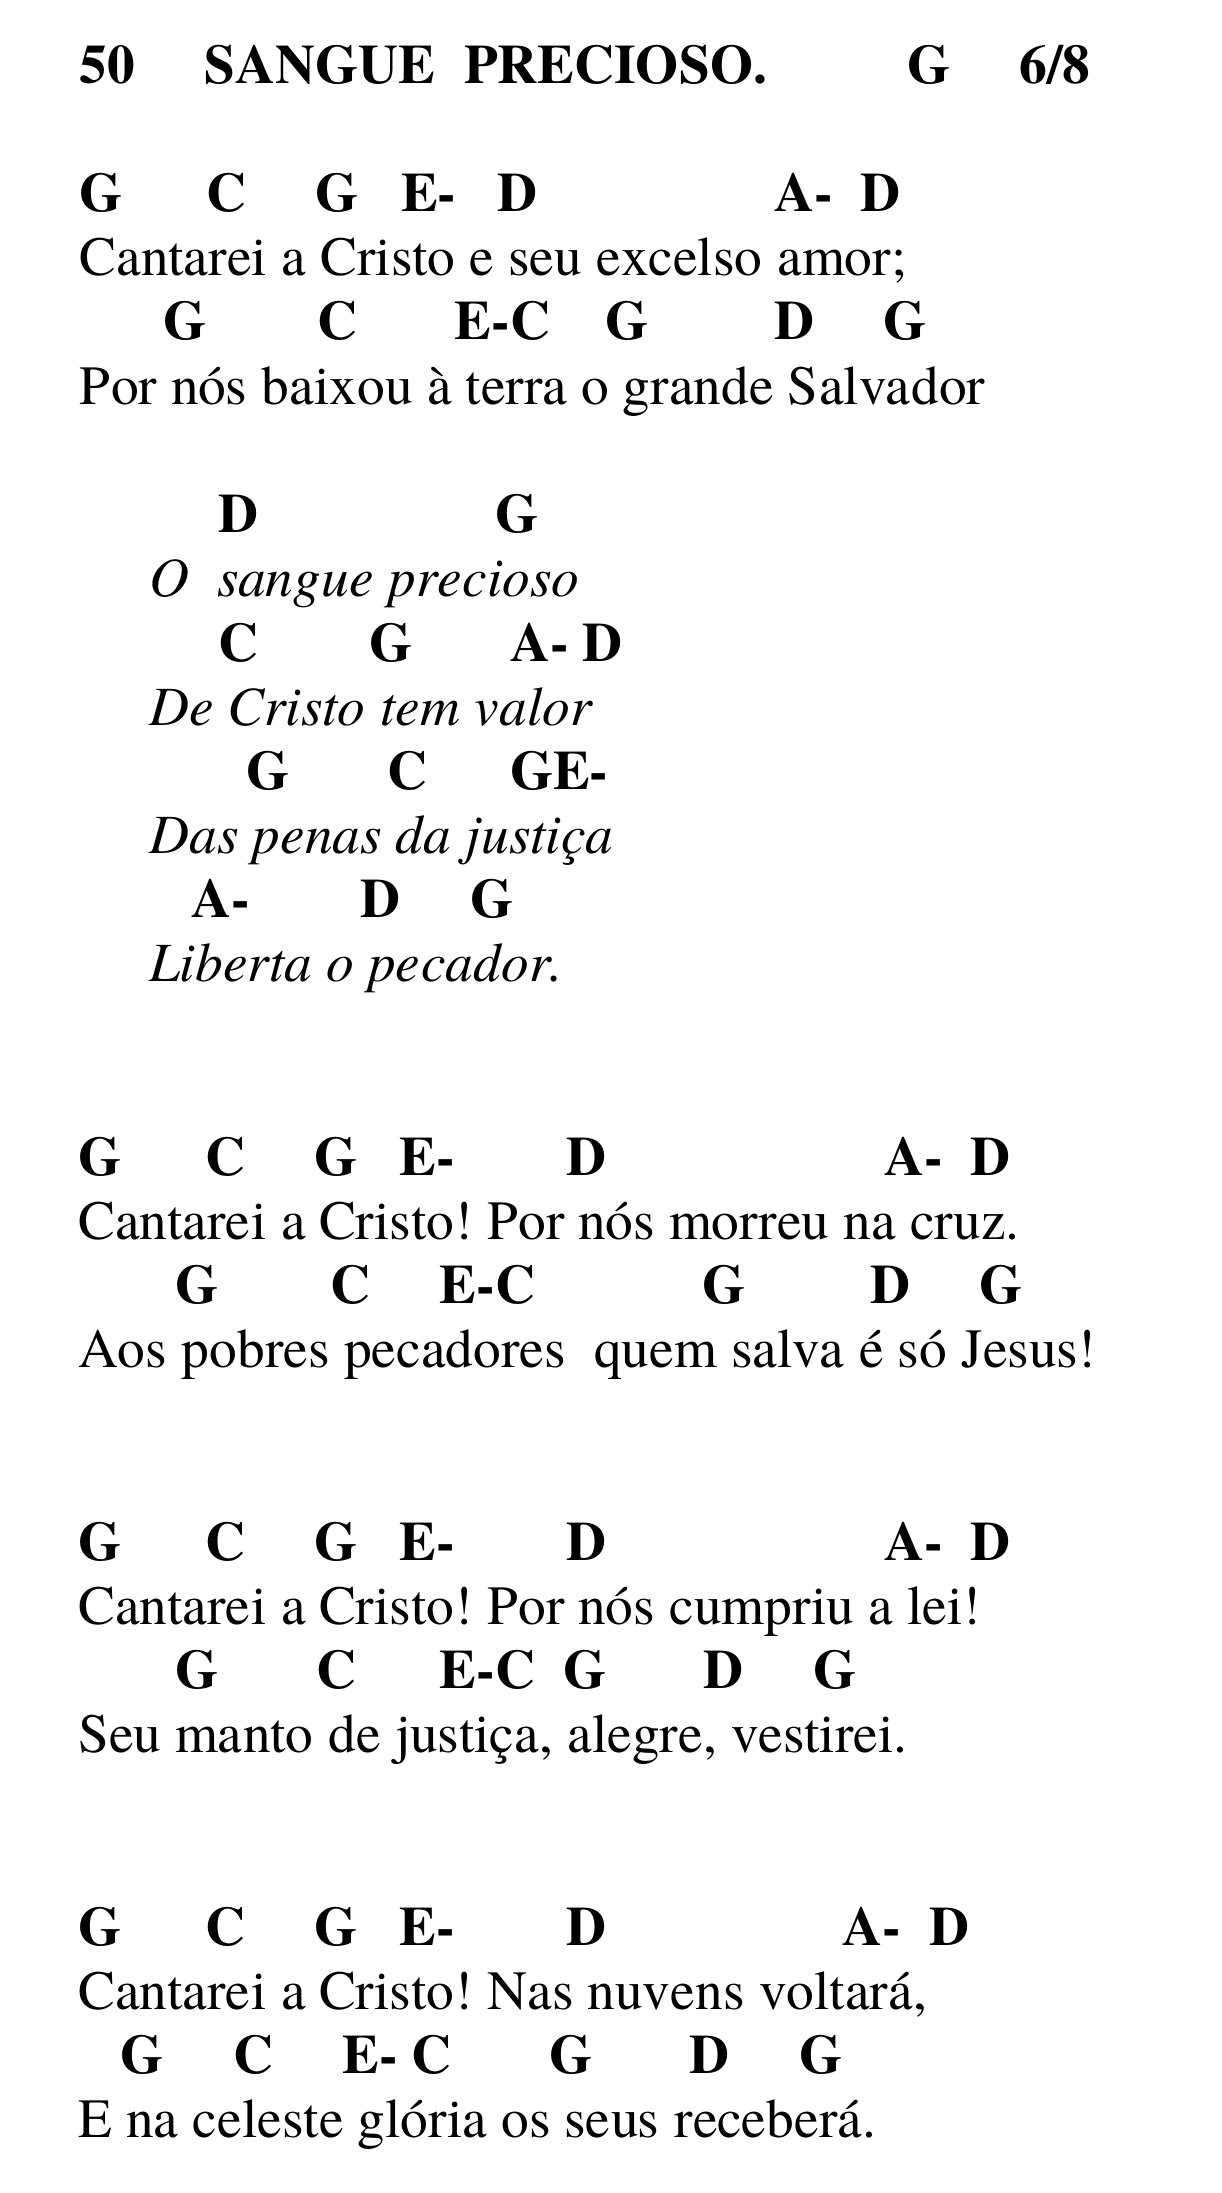 50 SANGUE PRECIOSO. G 6/8
G C G E- D A- D
Cantarei a Cristo e seu excelso amor;
G C E-C G D G
Por nós baixou à terra o grande Salvador
D G
O sangue precioso
C G A- D
De Cristo tem valor
G C GE-
Das penas da justiça
A- D G
Liberta o pecador.
G C G E- D A- D
Cantarei a Cristo! Por nós morreu na cruz.
G C E-C G D G
Aos pobres pecadores quem salva é só Jesus!
G C G E- D A- D
Cantarei a Cristo! Por nós cumpriu a lei!
G C E-C G D G
Seu manto de justiça, alegre, vestirei.
G C G E- D A- D
Cantarei a Cristo! Nas nuvens voltará,
G C E- C G D G
E na celeste glória os seus receberá.